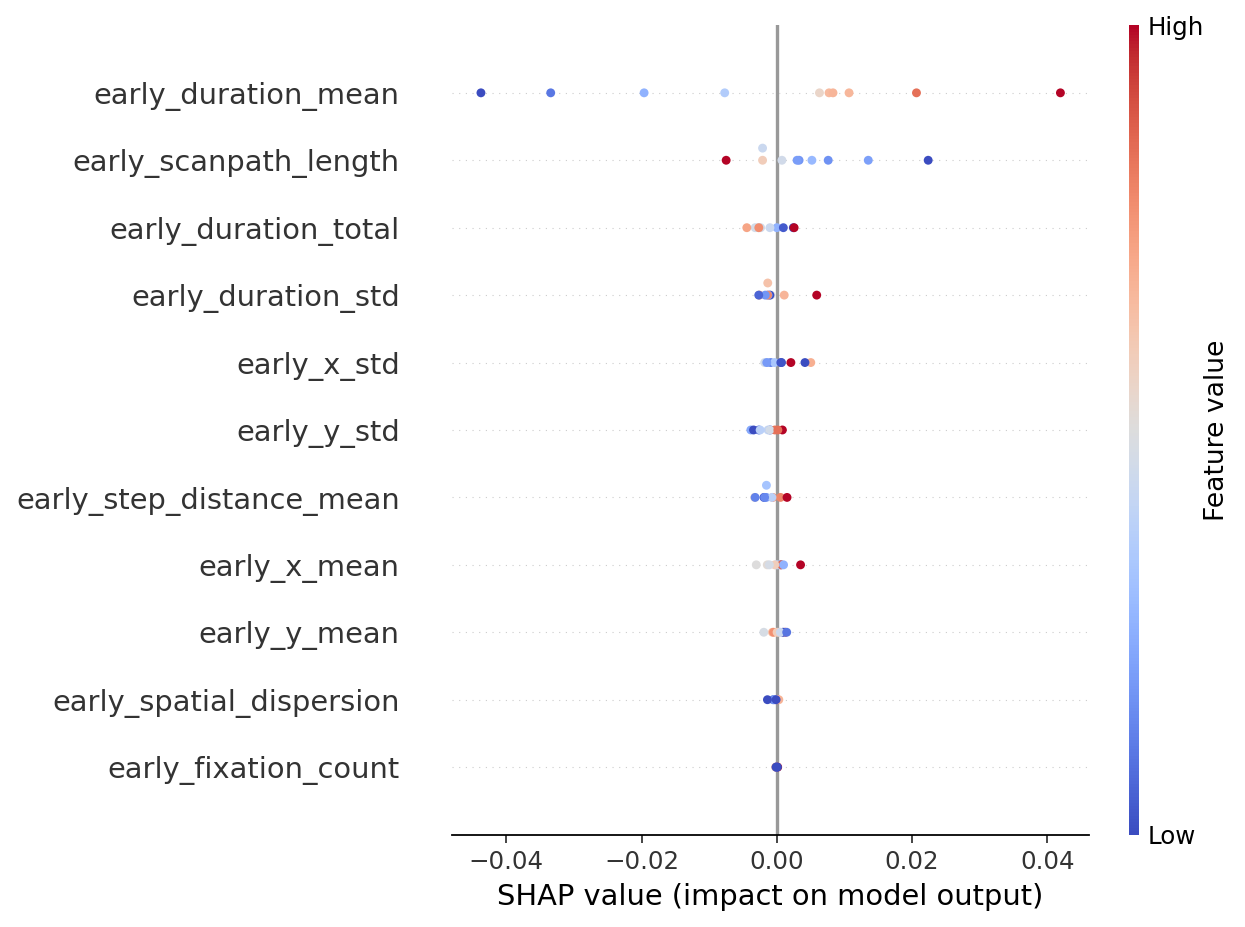 High
early_duration_mean
early_scanpath_length
early_duration_total
early_duration_std
early_x_std
early_y_std
early_step_distance_mean
early_x_mean
early_y_mean
early_spatial_dispersion
early_fixation_count
Feature value
Low
−0.04 −0.02 0.00 0.02 0.04
SHAP value (impact on model output)